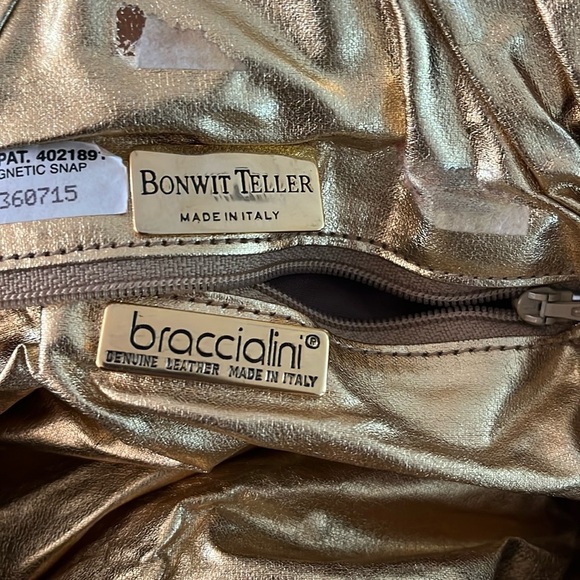 PAT. 402189
GNETIC SNAP
360715
BONWIT TELLER
MADE IN ITALY
braccialini®
GENUINE LEATHER MADE IN ITALY